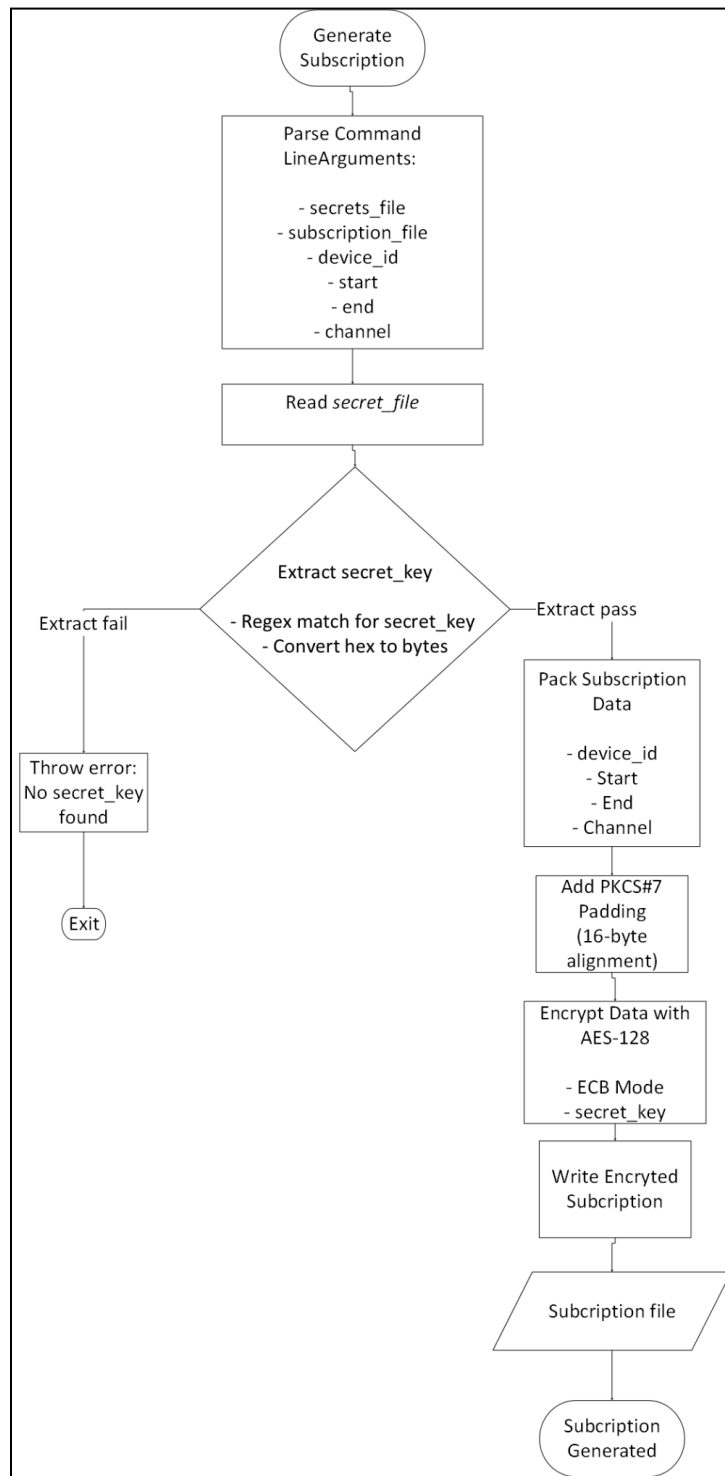 Generate
Subscription
Parse Command
LineArguments:
- secrets_file
- subscription_file
- device_id
- start
- end
- channel
Read secret_file
Extract secret_key
- Regex match for secret_key
- Convert hex to bytes
Extract fail
Extract pass
Throw error:
No secret_key
found
Exit
Pack Subscription
Data
- device_id
- Start
- End
- Channel
Add PKCS#7
Padding
(16-byte
alignment)
Encrypt Data with
AES-128
- ECB Mode
- secret_key
Write Encryted
Subcription
Subcription file
Subcription
Generated